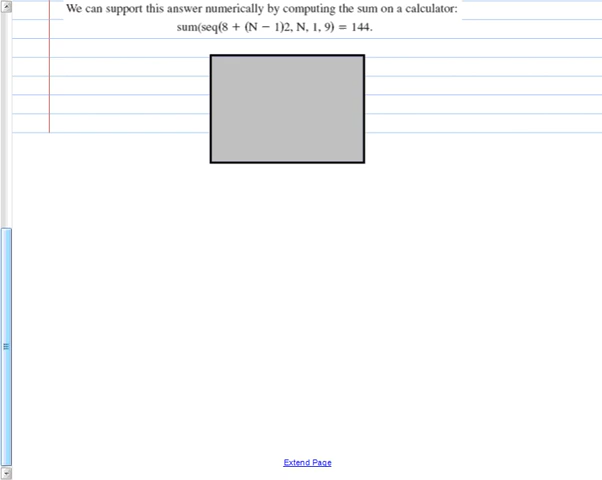 We can support this answer numerically by computing the sum on a calculator:
sum(seq(8 + (N − 1)2, N, 1, 9) = 144.
Extend Page